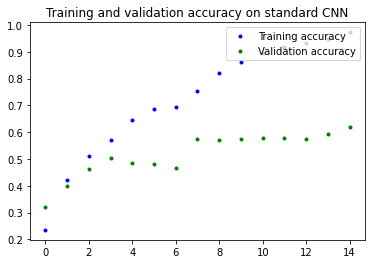 Training and validation accuracy on standard CNN
Training accuracy
Validation accuracy
1.0
0.9
0.8
0.7
0.6
0.5
0.4
0.3
0.2
0 2 4 6 8 10 12 14